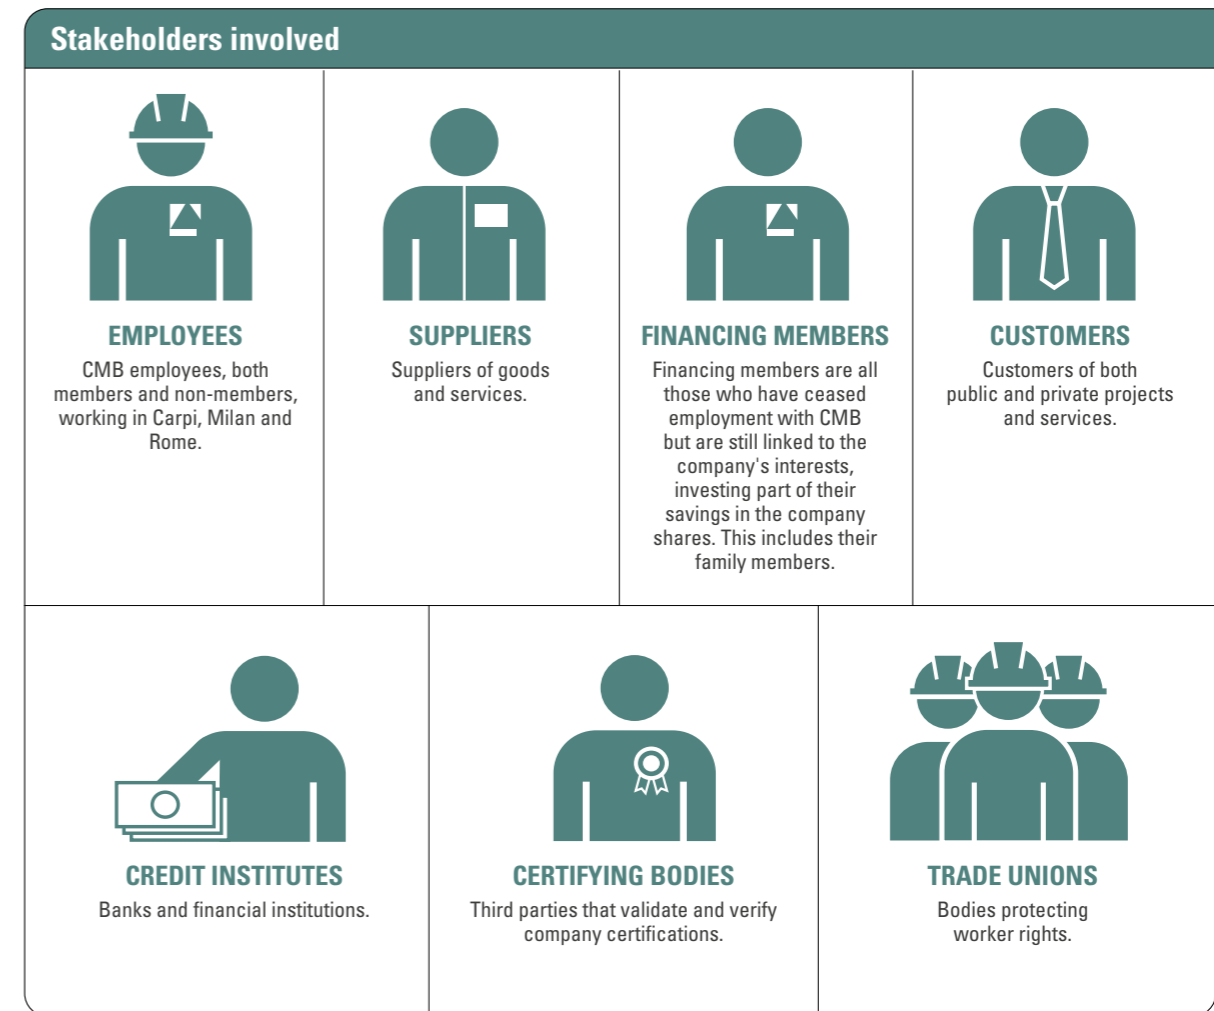 Stakeholders involved
EMPLOYEES
CMB employees, both
members and non-members,
working in Carpi, Milan and
Rome.
SUPPLIERS
Suppliers of goods
and services.
FINANCING MEMBERS
Financing members are all
those who have ceased
employment with CMB
but are still linked to the
company's interests,
investing part of their
savings in the company
shares. This includes their
family members.
CUSTOMERS
Customers of both
public and private projects
and services.
CREDIT INSTITUTES
Banks and financial institutions.
CERTIFYING BODIES
Third parties that validate and verify
company certifications.
TRADE UNIONS
Bodies protecting
worker rights.